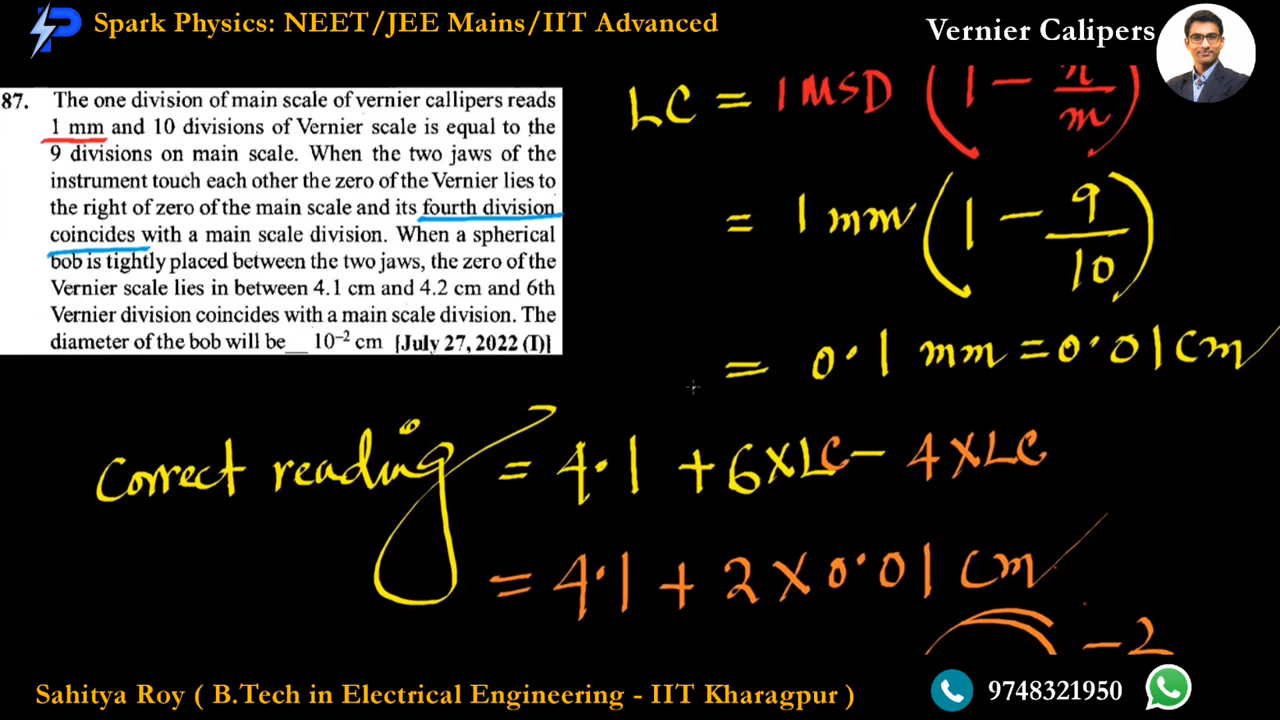 Spark Physics: NEET/JEE Mains/IIT Advanced
Vernier Calipers
87. The one division of main scale of vernier callipers reads
1 mm and 10 divisions of Vernier scale is equal to the
9 divisions on main scale. When the two jaws of the
instrument touch each other the zero of the Vernier lies to
the right of zero of the main scale and its fourth division
coincides with a main scale division. When a spherical
bob is tightly placed between the two jaws, the zero of the
Vernier scale lies in between 4.1 cm and 4.2 cm and 6th
Vernier division coincides with a main scale division. The
diameter of the bob will be __ 10⁻² cm [July 27, 2022 (I)]
LC = 1 MSD (1 - n/m)
= 1 mm (1 - 9/10)
= 0.1 mm = 0.01 cm
Correct reading = 4.1 + 6×LC - 4×LC
= 4.1 + 2×0.01 cm
-2
Sahitya Roy ( B.Tech in Electrical Engineering - IIT Kharagpur )
9748321950